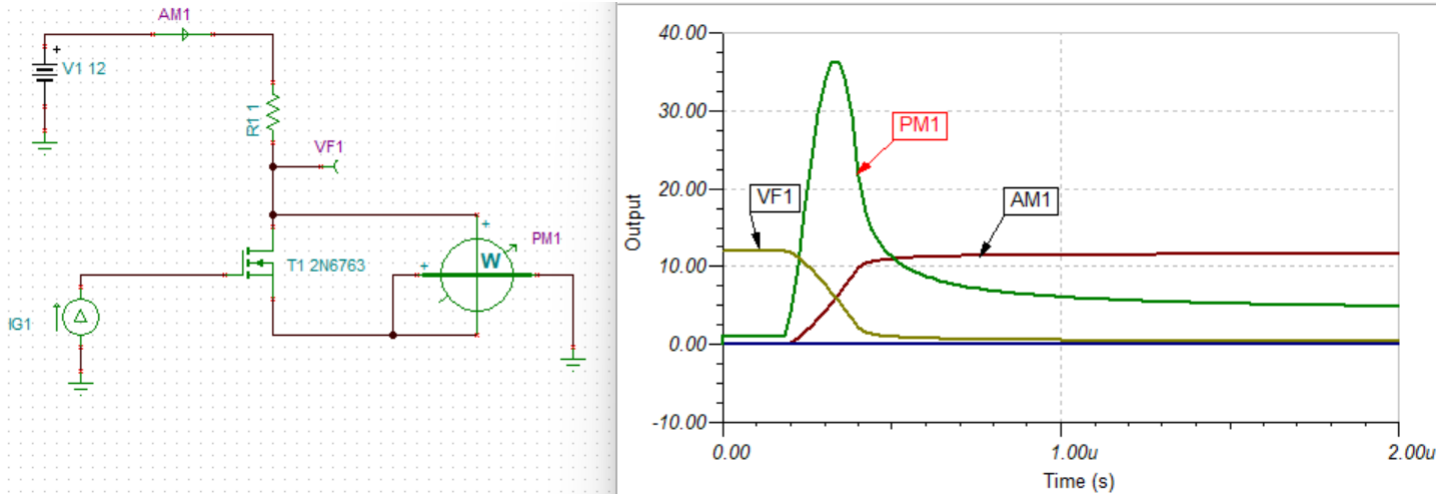 AM1
+
V1 12
R1 1
VF1
+
PM1
+
W
T1 2N6763
IG1
40.00
30.00
20.00
10.00
0.00
-10.00
Output
PM1
VF1
AM1
0.00
1.00u
2.00u
Time (s)